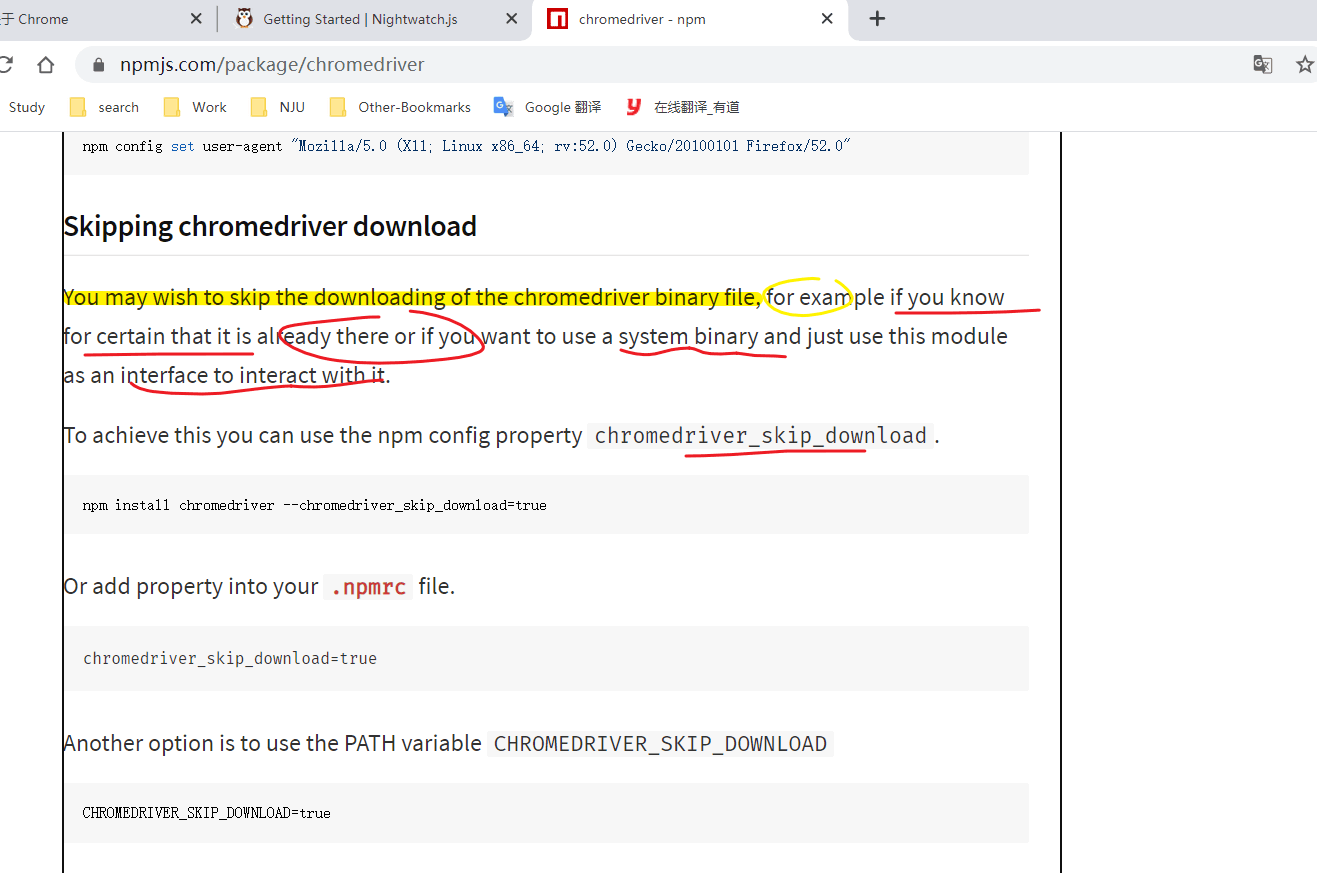 于 Chrome
Getting Started | Nightwatch.js
chromedriver - npm
npmjs.com/package/chromedriver
Study search Work NJU Other-Bookmarks Google 翻译 在线翻译_有道
npm config set user-agent "Mozilla/5.0 (X11; Linux x86_64; rv:52.0) Gecko/20100101 Firefox/52.0"
Skipping chromedriver download
You may wish to skip the downloading of the chromedriver binary file, for example if you know
for certain that it is already there or if you want to use a system binary and just use this module
as an interface to interact with it.
To achieve this you can use the npm config property chromedriver_skip_download .
npm install chromedriver --chromedriver_skip_download=true
Or add property into your .npmrc file.
chromedriver_skip_download=true
Another option is to use the PATH variable CHROMEDRIVER_SKIP_DOWNLOAD
CHROMEDRIVER_SKIP_DOWNLOAD=true